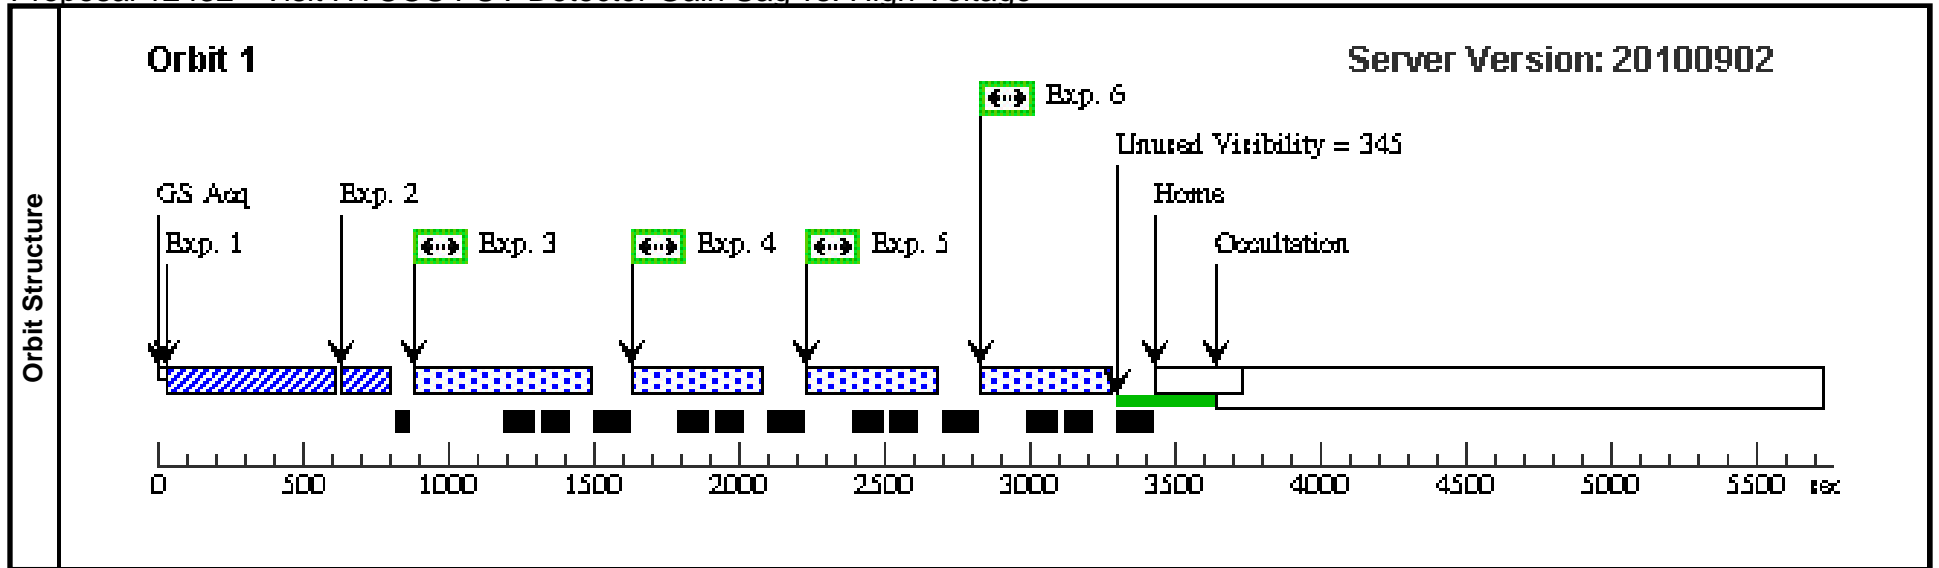 Orbit Structure
Orbit 1
Server Version: 20100902
Exp. 6
Unused Visibility = 345
GS Acq
Exp. 2
Home
Exp. 1
Exp. 3
Exp. 4
Exp. 5
Occultation
0 500 1000 1500 2000 2500 3000 3500 4000 4500 5000 5500 sec